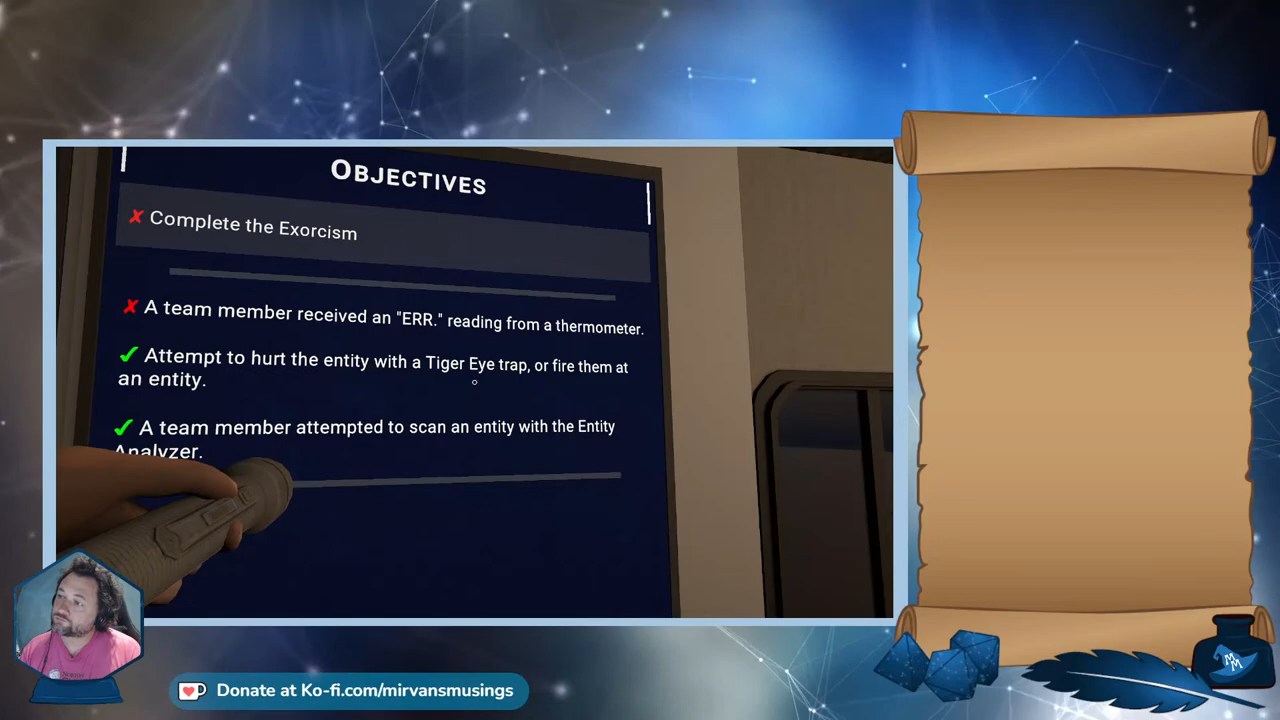 OBJECTIVES
✘ Complete the Exorcism
✘ A team member received an "ERR." reading from a thermometer.
✓ Attempt to hurt the entity with a Tiger Eye trap, or fire them at
an entity.
✓ A team member attempted to scan an entity with the Entity
Analyzer.
MM
Donate at Ko-fi.com/mirvansmusings